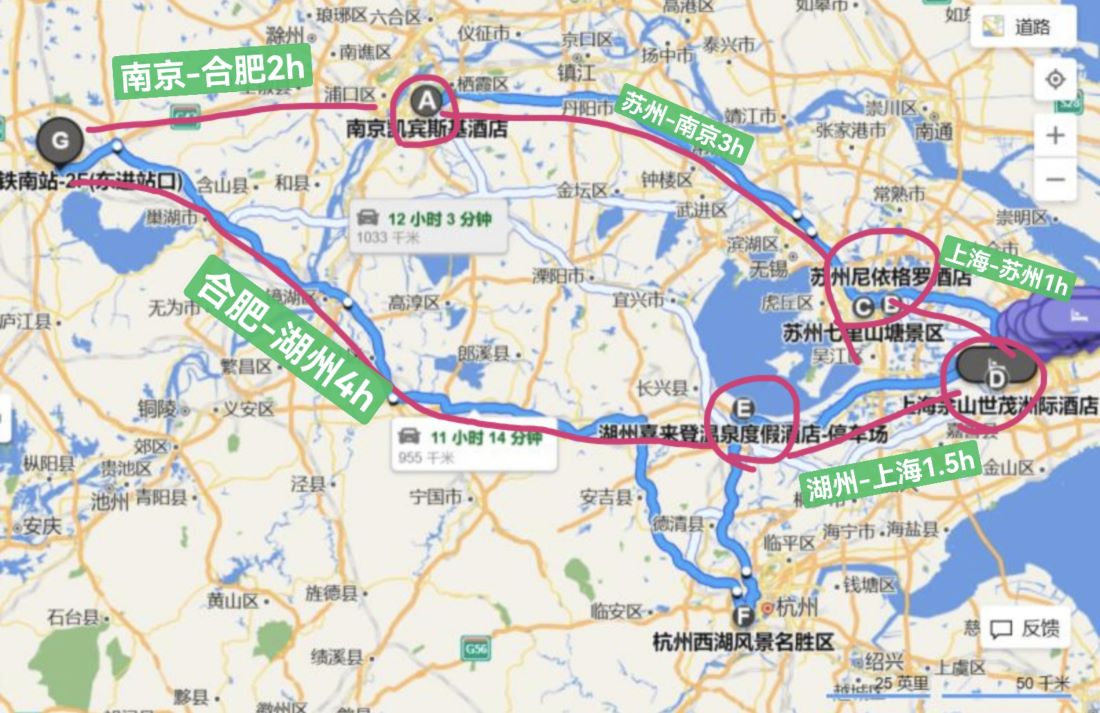 高港区
如皋市
琅琊区
六合区
滁州
仪征市
京口区
扬中市
泰兴市
道路
南谯区
栖霞区
镇江
南京-合肥2h
浦口区
A
丹阳市
苏州-南京3h
靖江市
崇川区
G
南京凯宾斯基酒店
张家港市
南通
铁南站-2F(东进站口)
含山县
和县
金坛区
钟楼区
常熟市
巢湖市
12 小时 3 分钟
1033 千米
武进区
崇明区
滨湖区
无锡
上海-苏州1h
苏州尼依格罗酒店
溧阳市
合肥-湖州4h
镜湖区
高淳区
宜兴市
虎丘区
C
B
无为市
庐江县
苏州七里山塘景区
吴江区
繁昌区
郎溪县
D
长兴县
铜陵
义安区
E
上海佘山世茂洲际酒店
湖州喜来登温泉度假酒店-停车场
11 小时 14 分钟
955 千米
嘉善县
郊区
枞阳县
贵池区
湖州-上海1.5h
金山区
池州
青阳县
泾县
宁国市
安吉县
安庆
德清县
海宁市
海盐县
临平区
钱塘区
黄山区
旌德县
石台县
临安区
F
杭州
杭州西湖风景名胜区
反馈
G56
绩溪县
绍兴
上虞区
25 英里
50 千米
黟县
徽州区